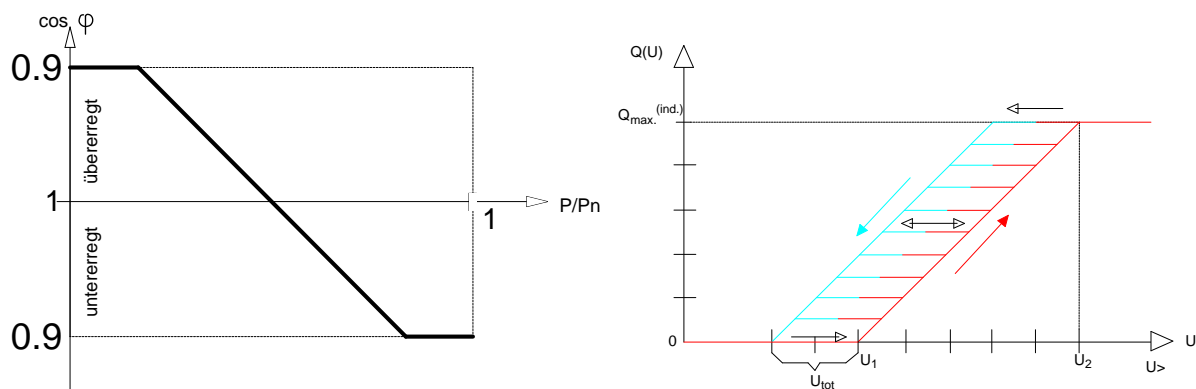 cos φ
0.9
übererregt
1
P/Pn
1
untererregt
0.9
Q(U)
Qmax.(ind.)
0
U1
U2
U
U>
Utot